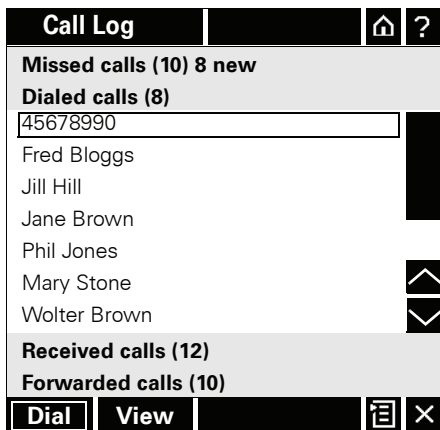 Call Log ?
Missed calls (10) 8 new
Dialed calls (8)
45678990
Fred Bloggs
Jill Hill
Jane Brown
Phil Jones
Mary Stone
Wolter Brown
Received calls (12)
Forwarded calls (10)
Dial View